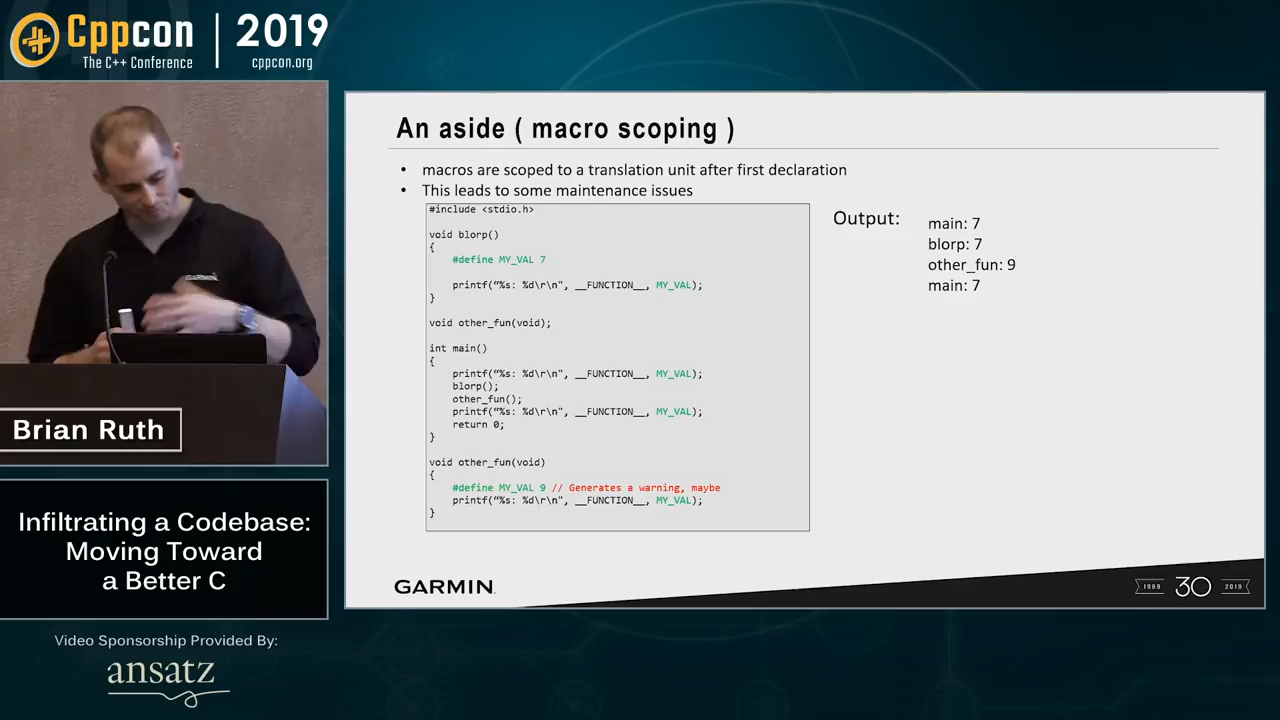 Cppcon | 2019
The C++ Conference
cppcon.org
GARMIN
Brian Ruth
Infiltrating a Codebase:
Moving Toward
a Better C
Video Sponsorship Provided By:
ansatz
An aside ( macro scoping )
• macros are scoped to a translation unit after first declaration
• This leads to some maintenance issues
#include <stdio.h>
void blorp()
{
#define MY_VAL 7
printf(“%s: %d\r\n", __FUNCTION__, MY_VAL);
}
void other_fun(void);
int main()
{
printf(“%s: %d\r\n", __FUNCTION__, MY_VAL);
blorp();
other_fun();
printf(“%s: %d\r\n", __FUNCTION__, MY_VAL);
return 0;
}
void other_fun(void)
{
#define MY_VAL 9 // Generates a warning, maybe
printf(“%s: %d\r\n", __FUNCTION__, MY_VAL);
}
Output:
main: 7
blorp: 7
other_fun: 9
main: 7
GARMIN
1989 30 2019